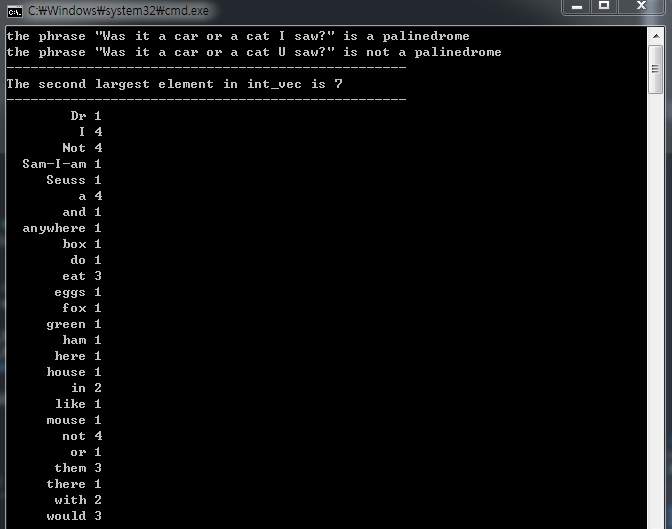 C:₩Windows₩system32₩cmd.exe
the phrase "Was it a car or a cat I saw?" is a palinedrome
the phrase "Was it a car or a cat U saw?" is not a palinedrome
--------------------------------------------------
The second largest element in int_vec is 7
--------------------------------------------------
Dr 1
I 4
Not 4
Sam-I-am 1
Seuss 1
a 4
and 1
anywhere 1
box 1
do 1
eat 3
eggs 1
fox 1
green 1
ham 1
here 1
house 1
in 2
like 1
mouse 1
not 4
or 1
them 3
there 1
with 2
would 3